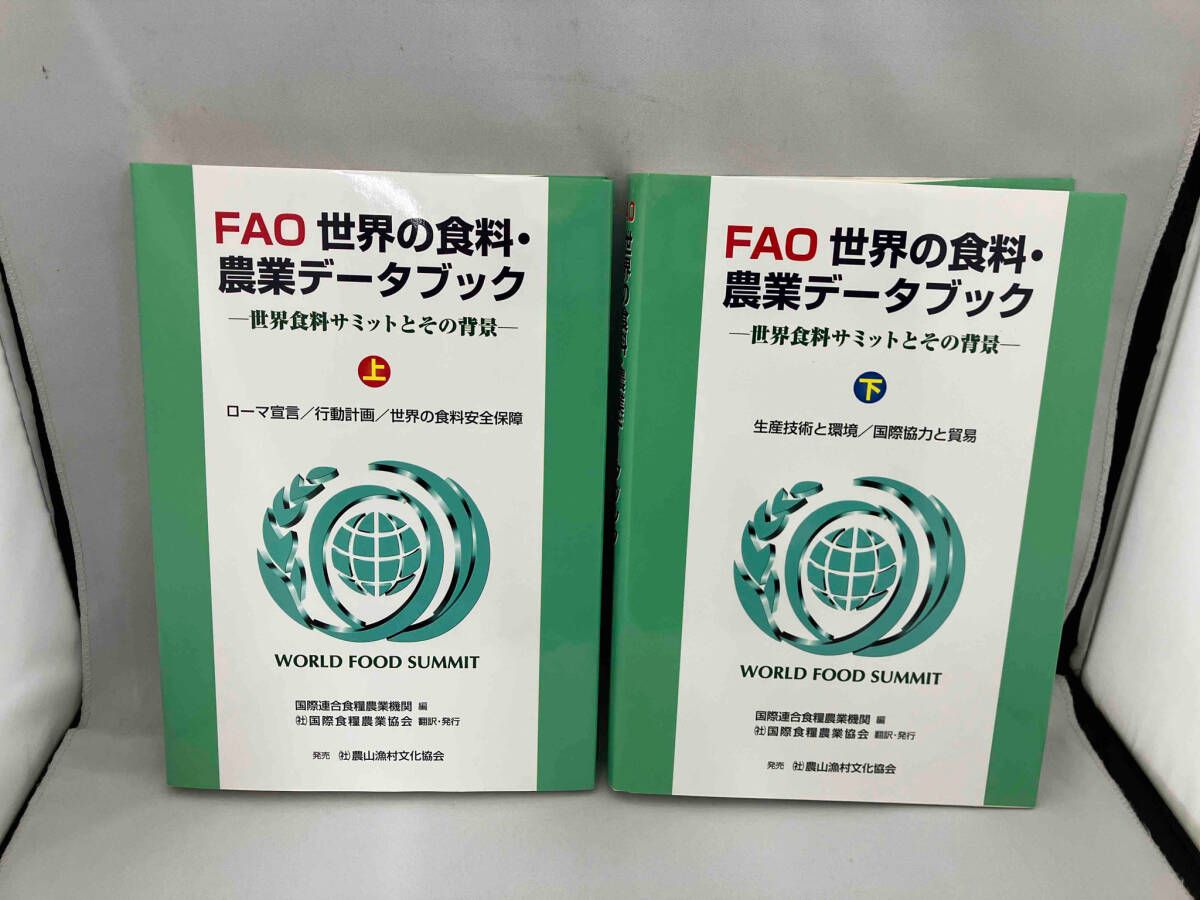 FAO 世界の食料・
農業データブック
―世界食料サミットとその背景―
上
ローマ宣言／行動計画／世界の食料安全保障
WORLD FOOD SUMMIT
国際連合食糧農業機関 編
㈳国際食糧農業協会 翻訳・発行
発売 ㈳農山漁村文化協会
FAO 世界の食料・
農業データブック
―世界食料サミットとその背景―
下
生産技術と環境／国際協力と貿易
WORLD FOOD SUMMIT
国際連合食糧農業機関 編
㈳国際食糧農業協会 翻訳・発行
発売 ㈳農山漁村文化協会